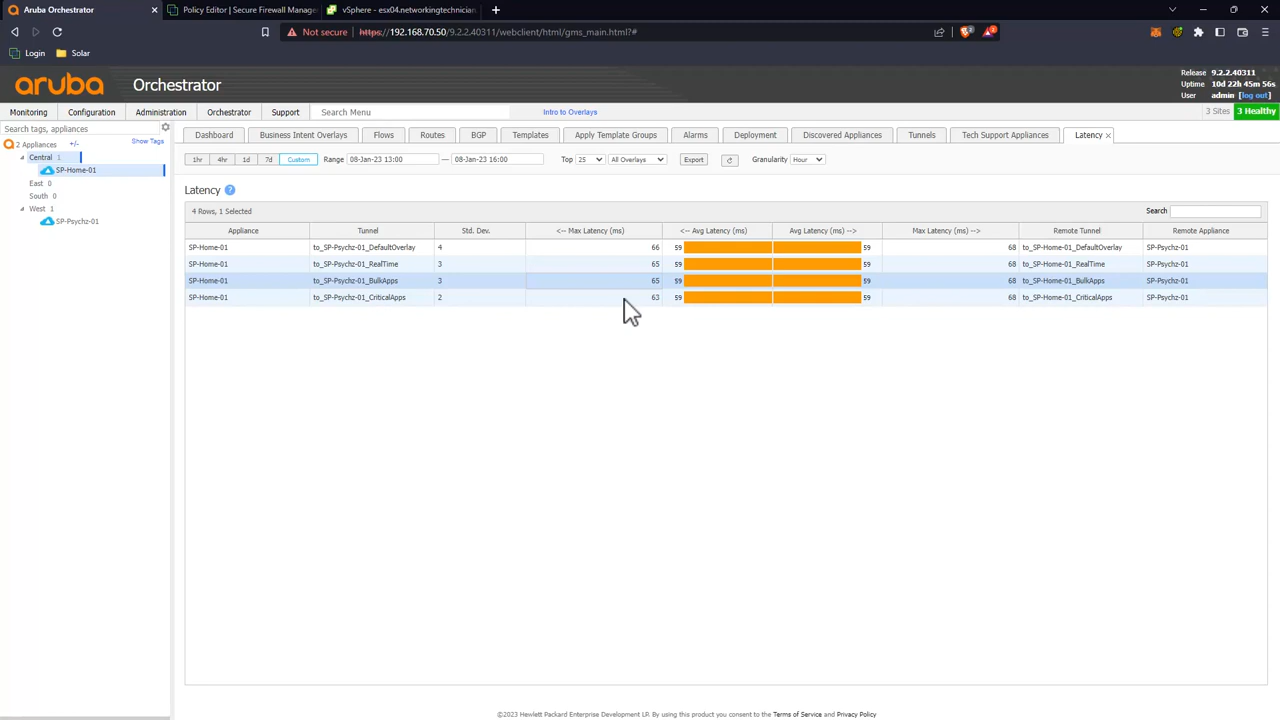 Aruba Orchestrator
Policy Editor | Secure Firewall Manage
vSphere - esx04.networkingtechnician
Not secure https://192.168.70.50/9.2.2.40311/webclient/html/gms_main.html?#
2
2
Login
Solar
aruba
Orchestrator
Release 9.2.2.40311
Uptime 10d 22h 45m 56s
User admin [log out]
Monitoring
Configuration
Administration
Orchestrator
Support
Search Menu
Intro to Overlays
3 Sites
3 Healthy
Search tags, appliances
2 Appliances +/-
Show Tags
Central 1
SP-Home-01
East 0
South 0
West 1
SP-Psychz-01
Dashboard
Business Intent Overlays
Flows
Routes
BGP
Templates
Apply Template Groups
Alarms
Deployment
Discovered Appliances
Tunnels
Tech Support Appliances
Latency
1hr 4hr 1d 7d Custom Range 08-Jan-23 13:00 — 08-Jan-23 16:00 Top 25 All Overlays Export Granularity Hour
Latency ?
4 Rows, 1 Selected
Search
Appliance Tunnel Std. Dev. <-- Max Latency (ms) <-- Avg Latency (ms) Avg Latency (ms) --> Max Latency (ms) --> Remote Tunnel Remote Appliance
SP-Home-01 to_SP-Psychz-01_DefaultOverlay 4 66 59 59 68 to_SP-Home-01_DefaultOverlay SP-Psychz-01
SP-Home-01 to_SP-Psychz-01_RealTime 3 65 59 59 68 to_SP-Home-01_RealTime SP-Psychz-01
SP-Home-01 to_SP-Psychz-01_BulkApps 3 65 59 59 68 to_SP-Home-01_BulkApps SP-Psychz-01
SP-Home-01 to_SP-Psychz-01_CriticalApps 2 63 59 59 68 to_SP-Home-01_CriticalApps SP-Psychz-01
©2023 Hewlett Packard Enterprise Development LP. By using this product you consent to the Terms of Service and Privacy Policy